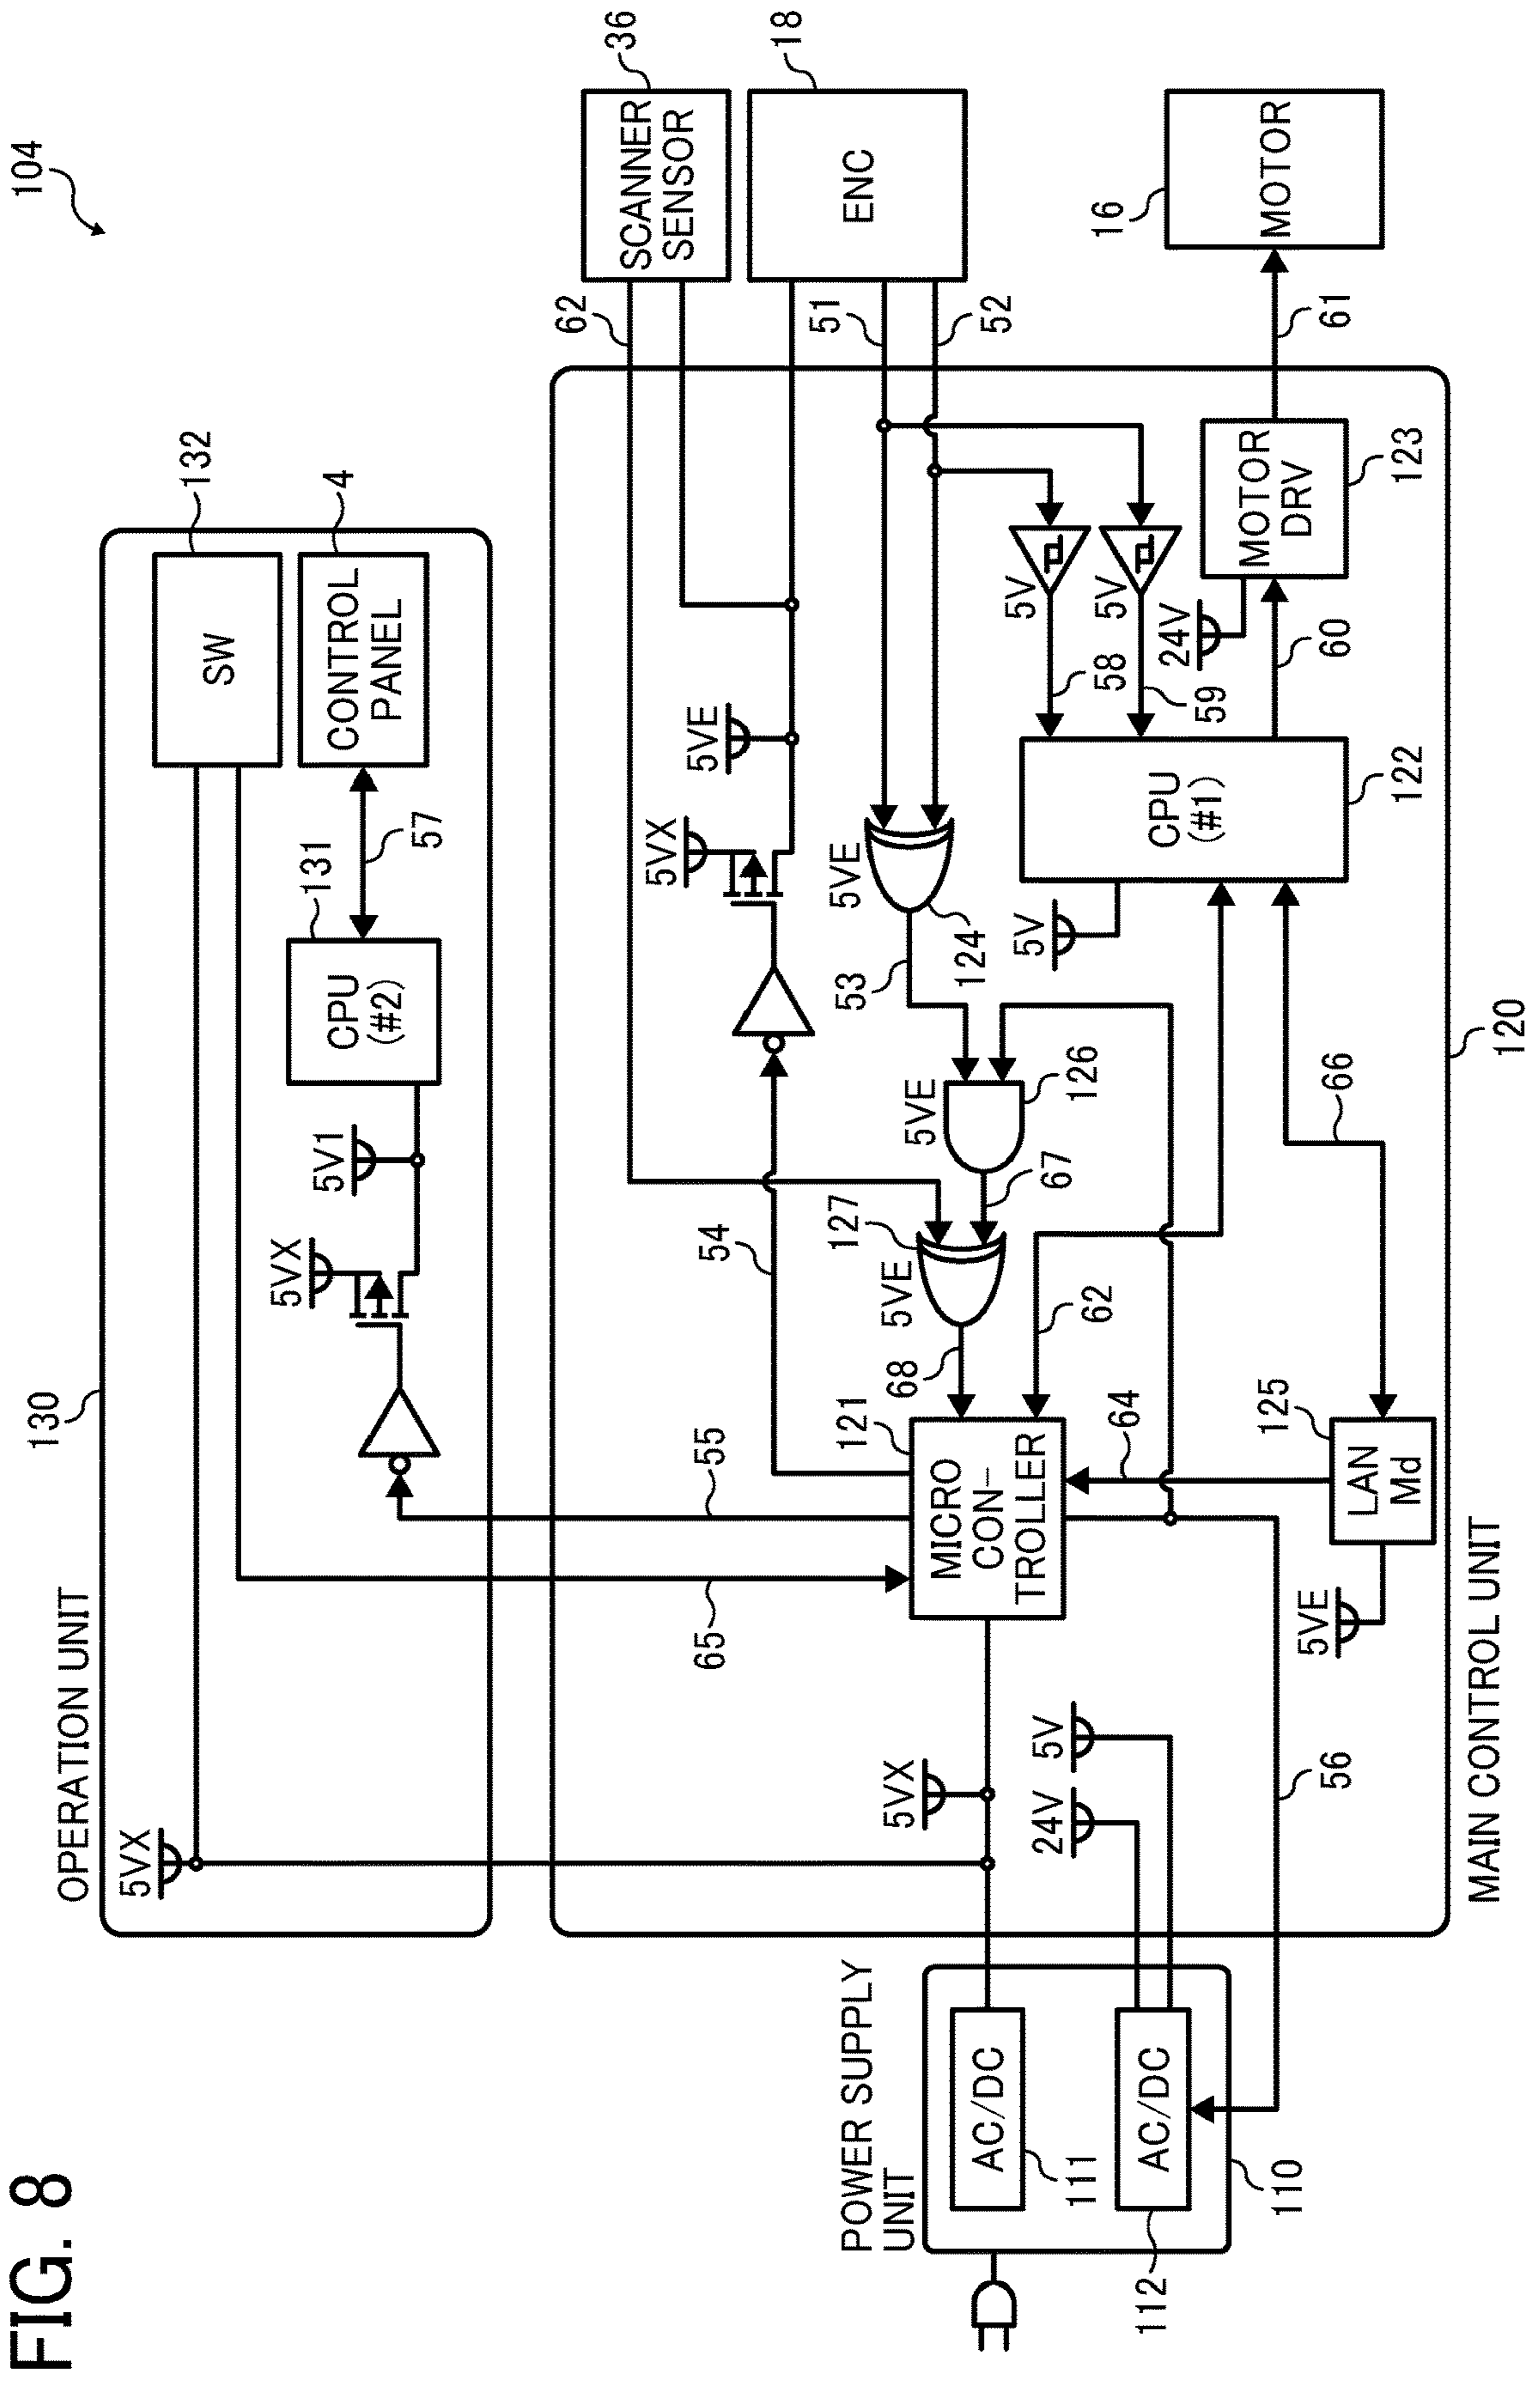 FIG. 8
104
OPERATION UNIT
130
5VX
SW
132
CONTROL
PANEL
4
57
CPU
(#2)
131
5V1
5VX
55
65
POWER SUPPLY
UNIT
AC/DC
111
AC/DC
112
110
MAIN CONTROL UNIT
120
5VX
24V
5V
56
MICRO
CON-
TROLLER
121
54
68
5VE
127
62
67
5VE
126
53
124
5VE
5VX
5VE
62
SCANNER
SENSOR
36
ENC
18
51
52
5V
5V
58
59
CPU
(#1)
122
5V
24V
60
MOTOR
DRV
123
61
MOTOR
16
64
66
LAN
Md
125
5VE